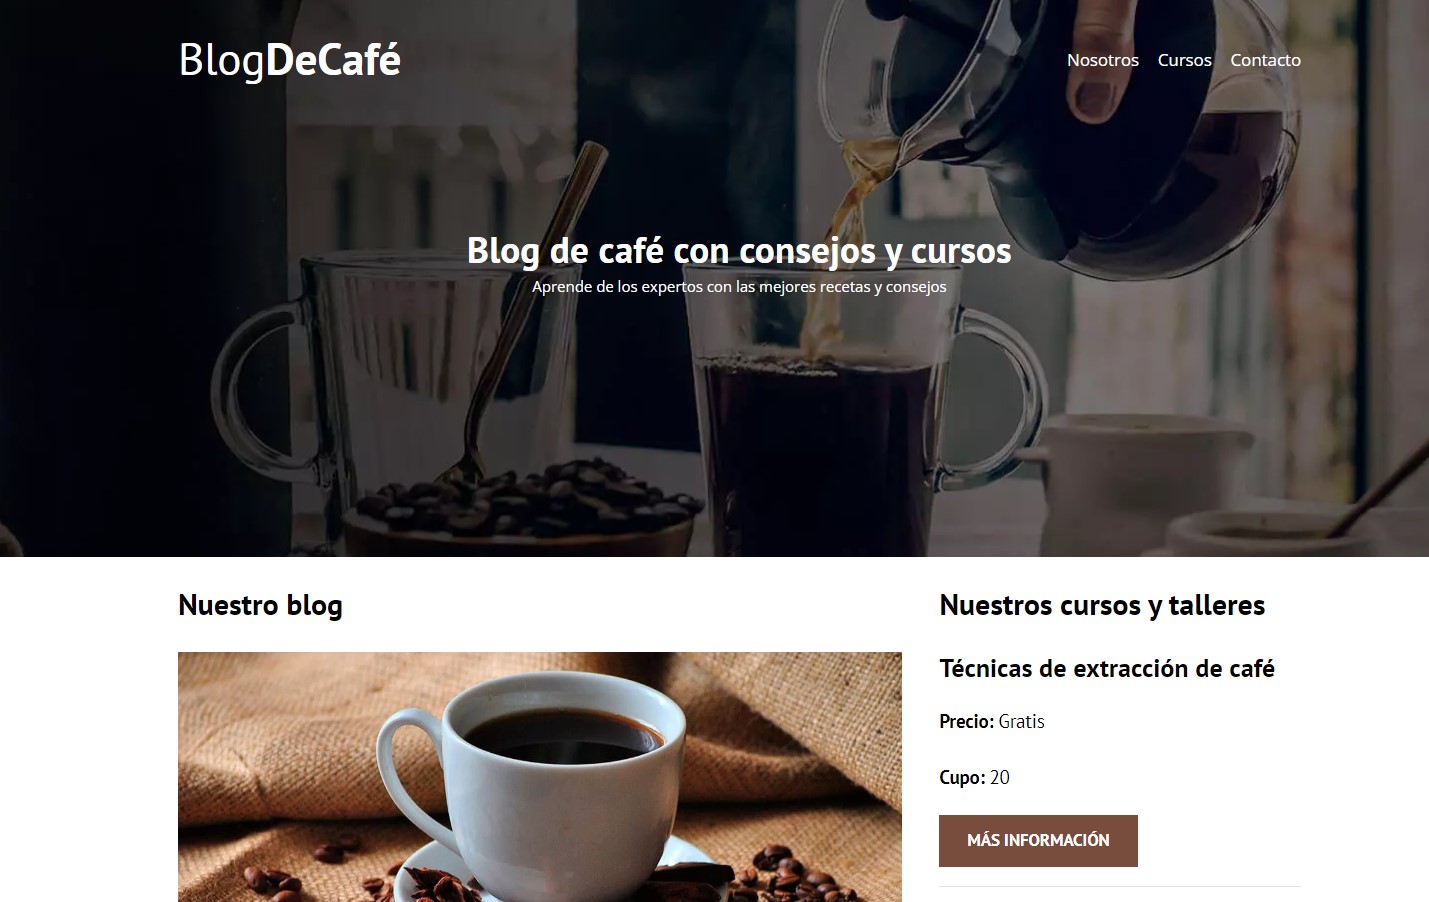 BlogDeCafé
Nosotros Cursos Contacto
Blog de café con consejos y cursos
Aprende de los expertos con las mejores recetas y consejos
Nuestro blog
Nuestros cursos y talleres
Técnicas de extracción de café
Precio: Gratis
Cupo: 20
MÁS INFORMACIÓN